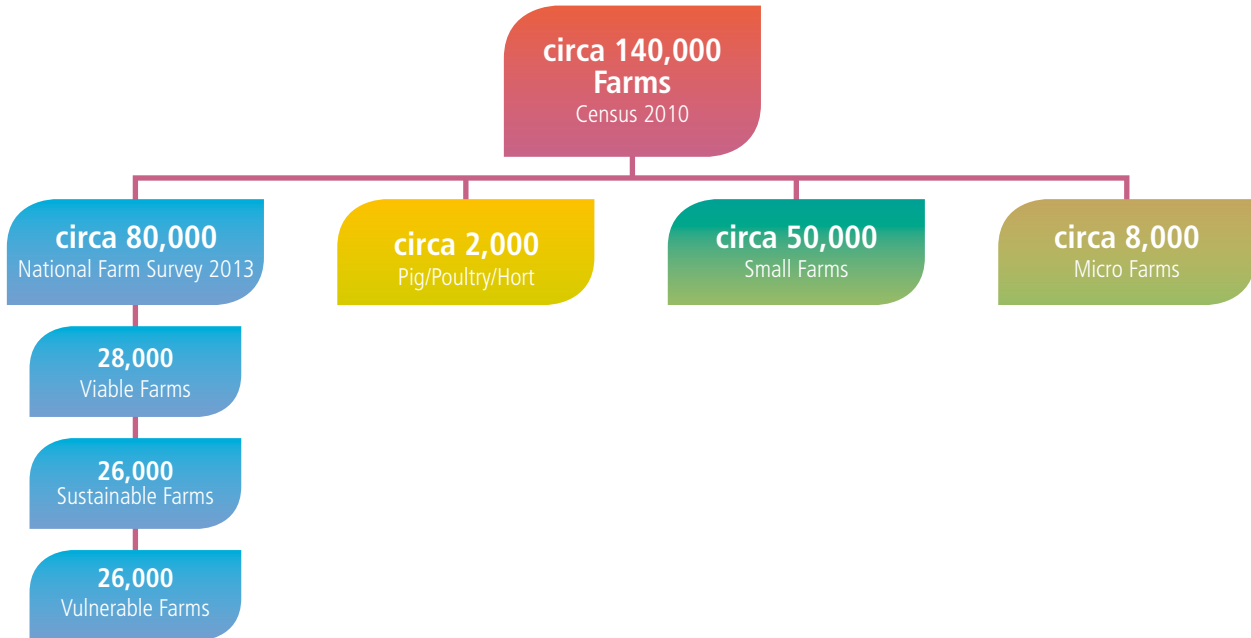 circa 140,000
Farms
Census 2010
circa 80,000
National Farm Survey 2013
circa 2,000
Pig/Poultry/Hort
circa 50,000
Small Farms
circa 8,000
Micro Farms
28,000
Viable Farms
26,000
Sustainable Farms
26,000
Vulnerable Farms